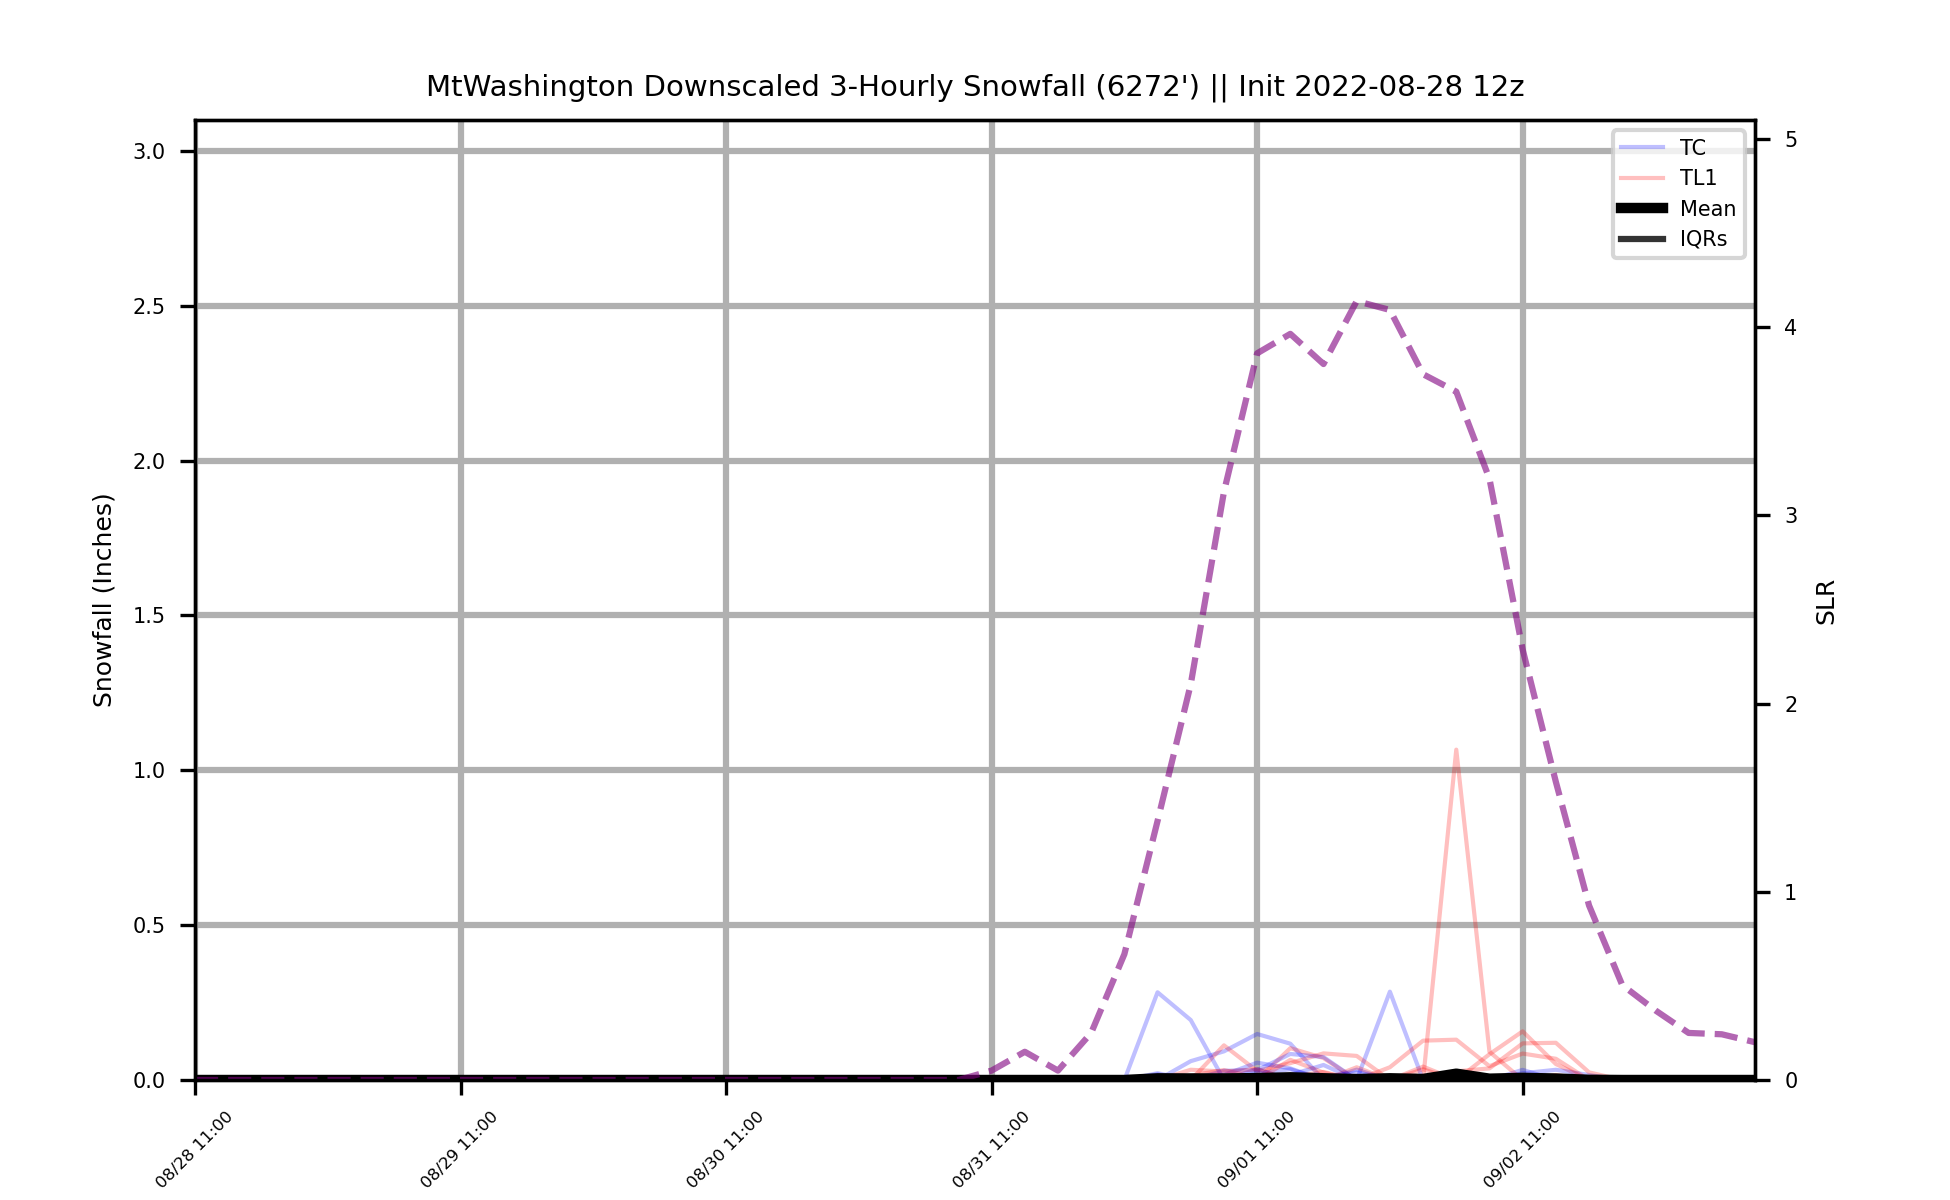 MtWashington Downscaled 3-Hourly Snowfall (6272') || Init 2022-08-28 12z
TC
TL1
Mean
IQRs
Snowfall (Inches)
3.0
2.5
2.0
1.5
1.0
0.5
0.0
5
4
3
2
1
0
SLR
08/28 11:00
08/29 11:00
08/30 11:00
08/31 11:00
09/01 11:00
09/02 11:00